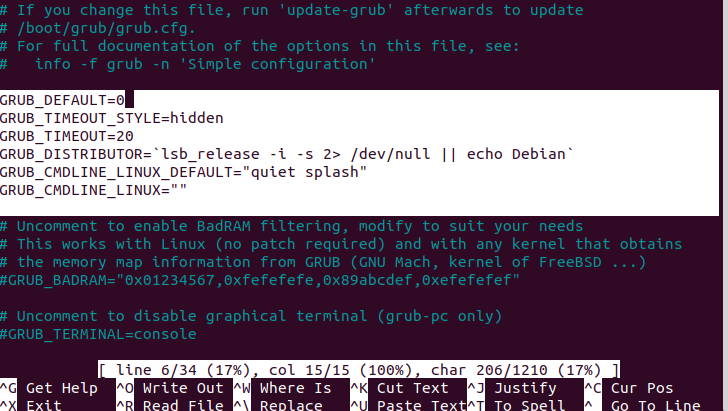 # If you change this file, run 'update-grub' afterwards to update
# /boot/grub/grub.cfg.
# For full documentation of the options in this file, see:
#   info -f grub -n 'Simple configuration'
GRUB_DEFAULT=0
GRUB_TIMEOUT_STYLE=hidden
GRUB_TIMEOUT=20
GRUB_DISTRIBUTOR=`lsb_release -i -s 2> /dev/null || echo Debian`
GRUB_CMDLINE_LINUX_DEFAULT="quiet splash"
GRUB_CMDLINE_LINUX=""
# Uncomment to enable BadRAM filtering, modify to suit your needs
# This works with Linux (no patch required) and with any kernel that obtains
# the memory map information from GRUB (GNU Mach, kernel of FreeBSD ...)
#GRUB_BADRAM="0x01234567,0xfefefefe,0x89abcdef,0xefefefef"
# Uncomment to disable graphical terminal (grub-pc only)
#GRUB_TERMINAL=console
[ line 6/34 (17%), col 15/15 (100%), char 206/1210 (17%) ]
^G Get Help  ^O Write Out ^W Where Is  ^K Cut Text  ^J Justify   ^C Cur Pos
^X Exit      ^R Read File ^\ Replace   ^U Paste Text^T To Spell  ^_ Go To Line